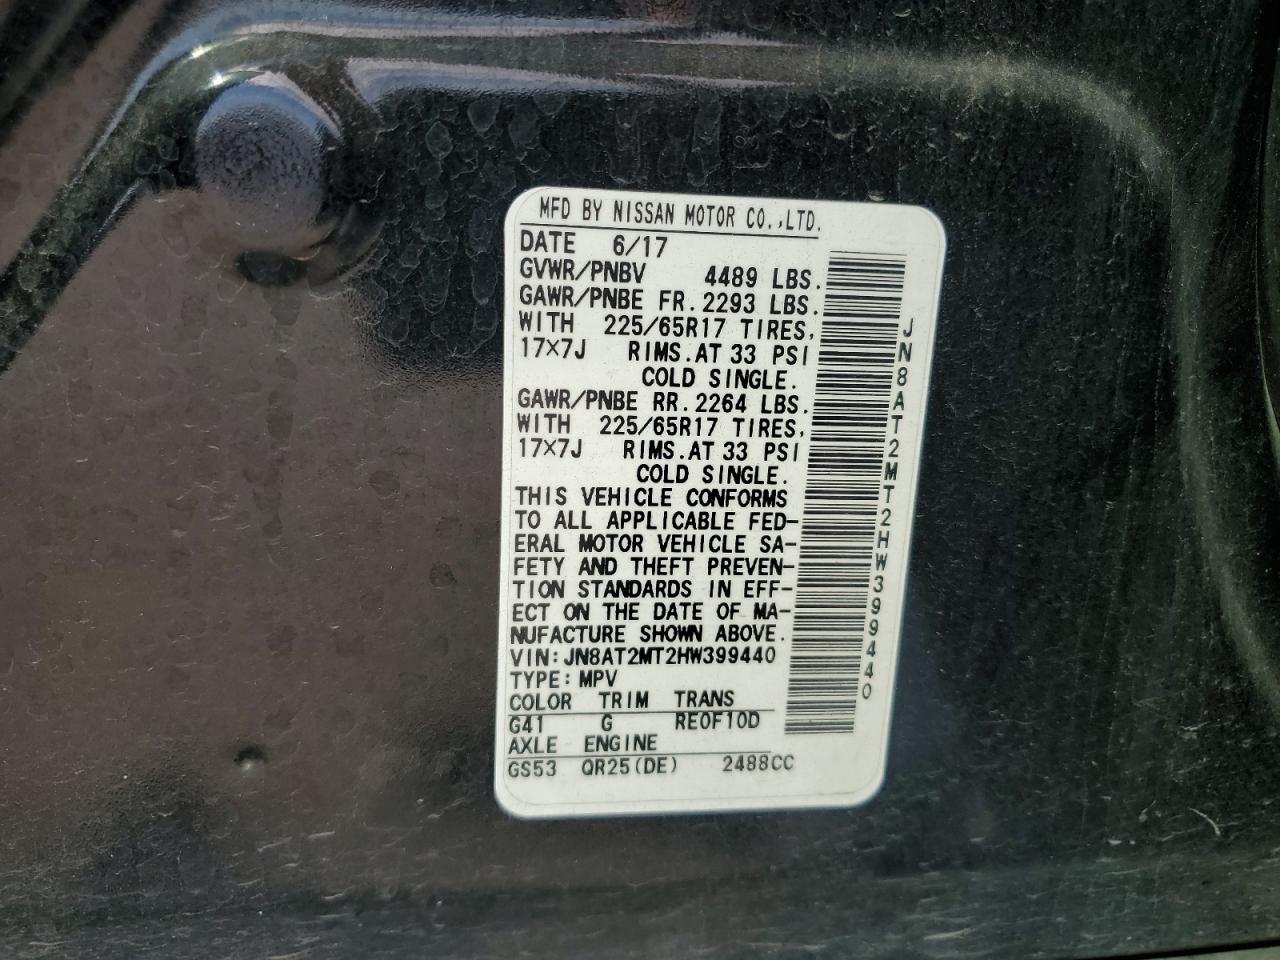 MFD BY NISSAN MOTOR CO.,LTD.
DATE 6/17
GVWR/PNBV 4489 LBS.
GAWR/PNBE FR.2293 LBS.
WITH 225/65R17 TIRES,
17×7J RIMS.AT 33 PSI
COLD SINGLE.
GAWR/PNBE RR.2264 LBS.
WITH 225/65R17 TIRES,
17×7J RIMS.AT 33 PSI
COLD SINGLE.
THIS VEHICLE CONFORMS
TO ALL APPLICABLE FED-
ERAL MOTOR VEHICLE SA-
FETY AND THEFT PREVEN-
TION STANDARDS IN EFF-
ECT ON THE DATE OF MA-
NUFACTURE SHOWN ABOVE.
VIN:JN8AT2MT2HW399440
TYPE:MPV
COLOR TRIM TRANS
G41 G RE0F10D
AXLE ENGINE
GS53 QR25(DE) 2488CC
JN8AT2MT2HW399440